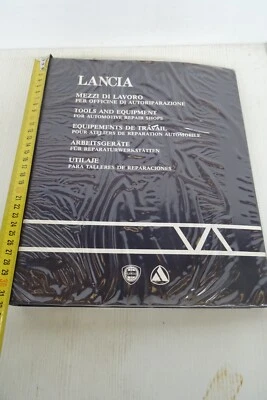 LANCIA
MEZZI DI LAVORO
PER OFFICINE DI AUTORIPARAZIONE
TOOLS AND EQUIPMENT
FOR AUTOMOTIVE REPAIR SHOPS
EQUIPEMENTS DE TRAVAIL
POUR ATELIERS DE REPARATION AUTOMOBILE
ARBEITSGERÄTE
FÜR REPARATURWERKSTÄTTEN
UTILAJE
PARA TALLERES DE REPARACIONES